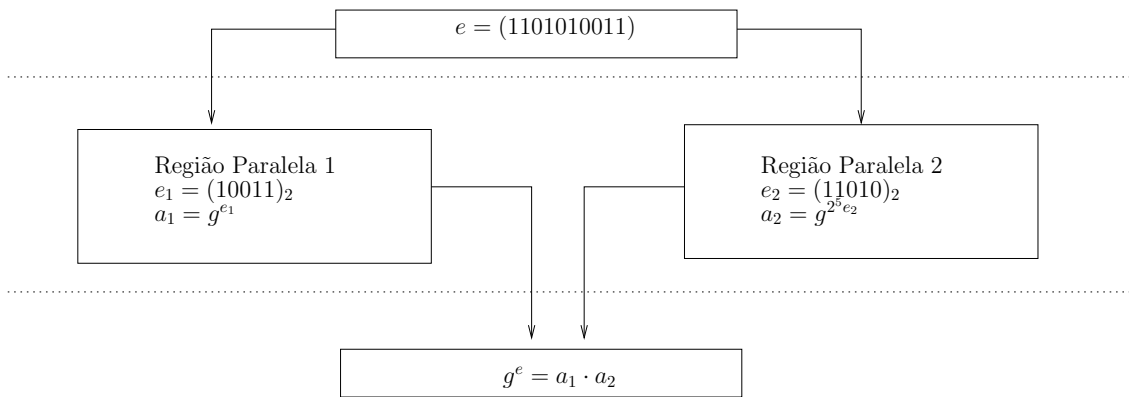 e = (1101010011)
Região Paralela 1
e₁ = (10011)₂
a₁ = g^{e₁}
Região Paralela 2
e₂ = (11010)₂
a₂ = g^{2⁵e₂}
g^e = a₁ · a₂